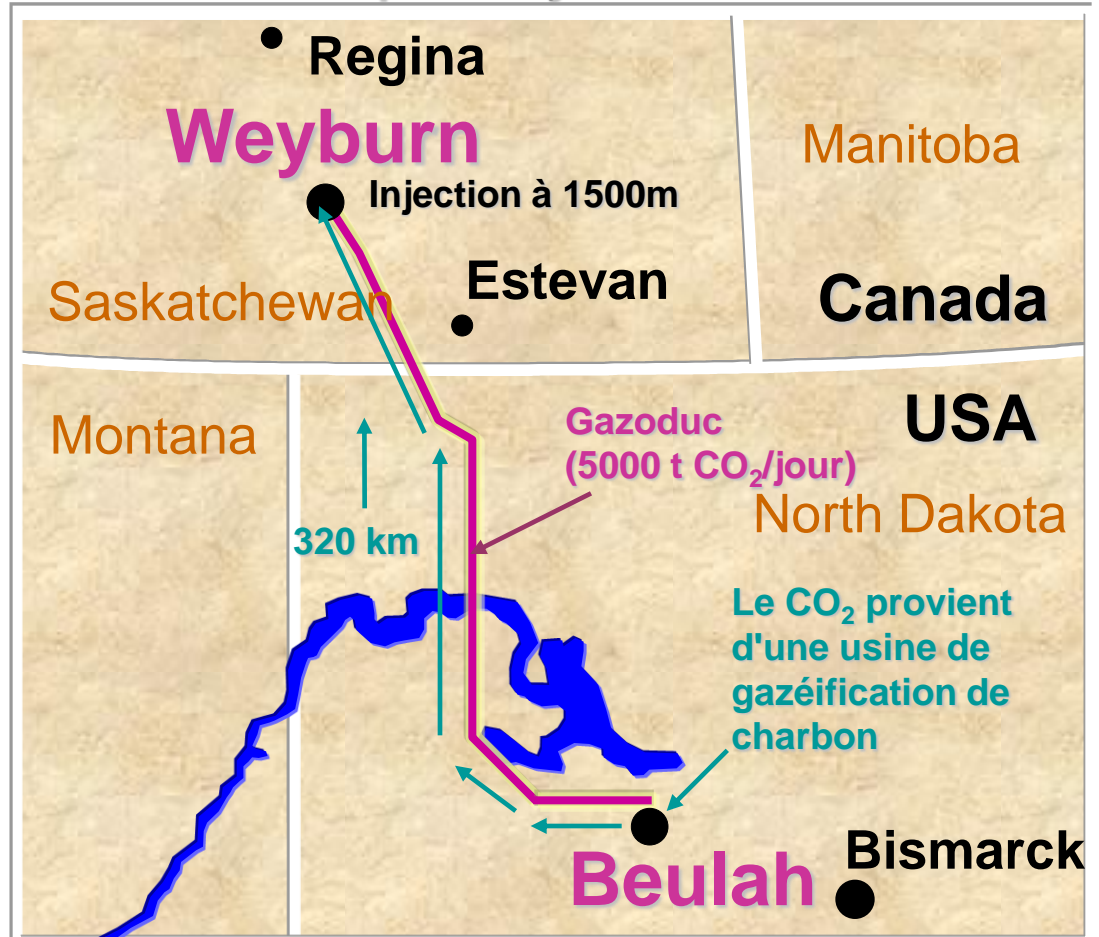 Regina
Weyburn
Manitoba
Injection à 1500m
Estevan
Saskatchewan
Canada
USA
Montana
Gazoduc
(5000 t CO₂/jour)
North Dakota
320 km
Le CO₂ provient
d'une usine de
gazéification de
charbon
Bismarck
Beulah